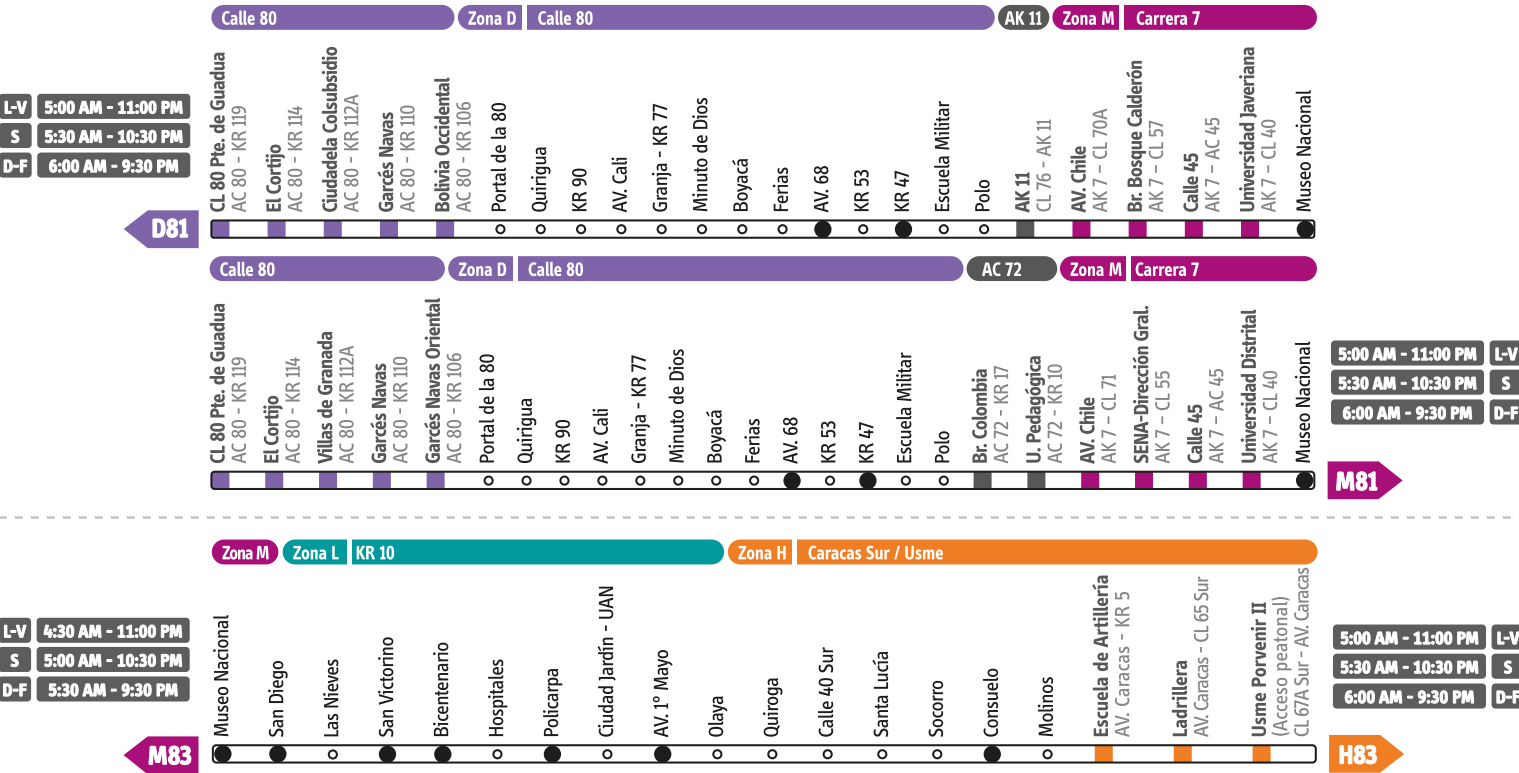 Calle 80
Zona D
Calle 80
AK 11
Zona M
Carrera 7
L-V 5:00 AM - 11:00 PM
S 5:30 AM - 10:30 PM
D-F 6:00 AM - 9:30 PM
D81
CL 80 Pte. de Guadua
AC 80 - KR 119
El Cortijo
AC 80 - KR 114
Ciudadela Colsubsidio
AC 80 - KR 112A
Garcés Navas
AC 80 - KR 110
Bolivia Occidental
AC 80 - KR 106
Portal de la 80
Quirigua
KR 90
AV. Cali
Granja - KR 77
Minuto de Dios
Boyacá
Ferias
AV. 68
KR 53
KR 47
Escuela Militar
Polo
AK 11
CL 76 - AK 11
AV. Chile
AK 7 - CL 70A
Br. Bosque Calderón
AK 7 - CL 57
Calle 45
AK 7 - AC 45
Universidad Javeriana
AK 7 - CL 40
Museo Nacional
Calle 80
Zona D
Calle 80
AC 72
Zona M
Carrera 7
CL 80 Pte. de Guadua
AC 80 - KR 119
El Cortijo
AC 80 - KR 114
Villas de Granada
AC 80 - KR 112A
Garcés Navas
AC 80 - KR 110
Garcés Navas Oriental
AC 80 - KR 106
Portal de la 80
Quirigua
KR 90
AV. Cali
Granja - KR 77
Minuto de Dios
Boyacá
Ferias
AV. 68
KR 53
KR 47
Escuela Militar
Polo
Br. Colombia
AC 72 - KR 17
U. Pedagógica
AC 72 - KR 10
AV. Chile
AK 7 - CL 71
SENA-Dirección Gral.
AK 7 - CL 55
Calle 45
AK 7 - AC 45
Universidad Distrital
AK 7 - CL 40
Museo Nacional
5:00 AM - 11:00 PM L-V
5:30 AM - 10:30 PM S
6:00 AM - 9:30 PM D-F
M81
Zona M
Zona L
KR 10
Zona H
Caracas Sur / Usme
L-V 4:30 AM - 11:00 PM
S 5:00 AM - 10:30 PM
D-F 5:30 AM - 9:30 PM
M83
Museo Nacional
San Diego
Las Nieves
San Victorino
Bicentenario
Hospitales
Policarpa
Ciudad Jardín - UAN
AV. 1º Mayo
Olaya
Quiroga
Calle 40 Sur
Santa Lucía
Socorro
Consuelo
Molinos
Escuela de Artillería
AV. Caracas - KR 5
Ladrillera
AV. Caracas - CL 65 Sur
Usme Porvenir II
(Acceso peatonal)
CL 67A Sur - AV. Caracas
5:00 AM - 11:00 PM L-V
5:30 AM - 10:30 PM S
6:00 AM - 9:30 PM D-F
H83